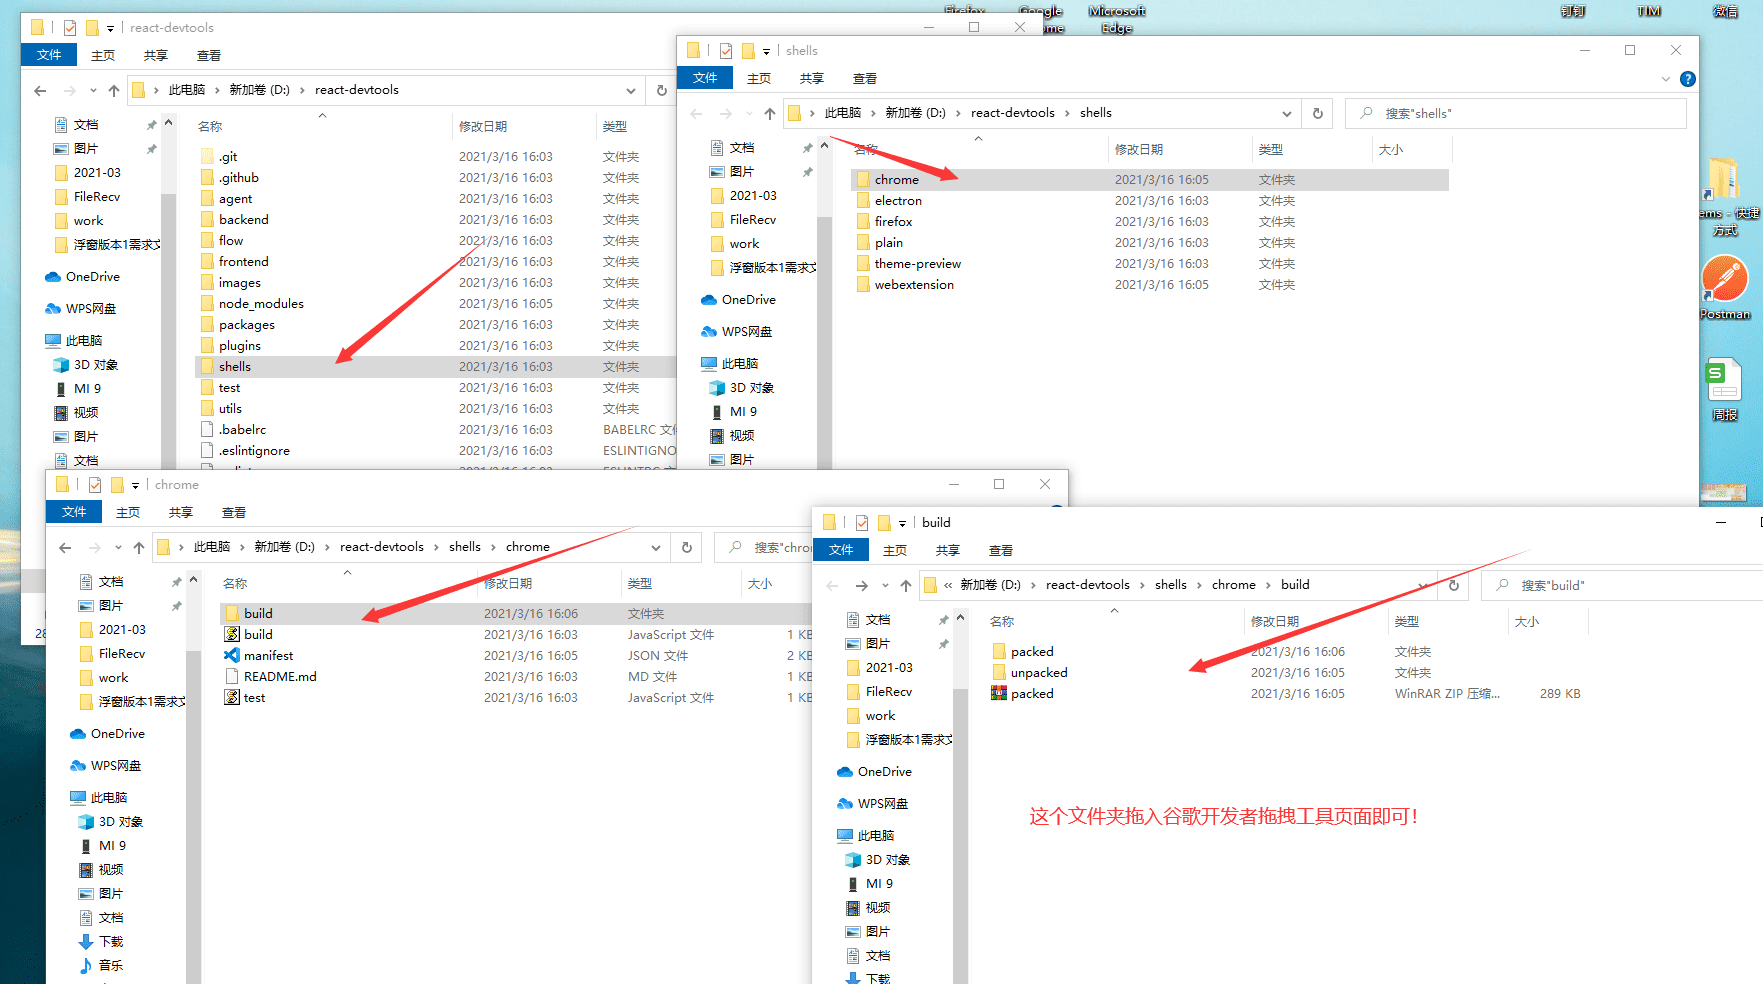 Firefox
Google
Microsoft
Edge
钉钉
TIM
微信
react-devtools
文件
主页
共享
查看
此电脑 › 新加卷 (D:) › react-devtools
名称
修改日期
类型
文档
图片
2021-03
FileRecv
work
浮窗版本1需求文
OneDrive
WPS网盘
此电脑
3D 对象
MI 9
视频
图片
文档
.git 2021/3/16 16:03 文件夹
.github 2021/3/16 16:03 文件夹
agent 2021/3/16 16:03 文件夹
backend 2021/3/16 16:03 文件夹
flow 2021/3/16 16:03 文件夹
frontend 2021/3/16 16:03 文件夹
images 2021/3/16 16:03 文件夹
node_modules 2021/3/16 16:05 文件夹
packages 2021/3/16 16:03 文件夹
plugins 2021/3/16 16:03 文件夹
shells 2021/3/16 16:03 文件夹
test 2021/3/16 16:03 文件夹
utils 2021/3/16 16:03 文件夹
.babelrc 2021/3/16 16:03 BABELRC 文件
.eslintignore 2021/3/16 16:03 ESLINTIGNO
28
shells
文件
主页
共享
查看
此电脑 › 新加卷 (D:) › react-devtools › shells
搜索"shells"
名称
修改日期
类型
大小
文档
图片
2021-03
FileRecv
work
浮窗版本1需求文
OneDrive
WPS网盘
此电脑
3D 对象
MI 9
视频
图片
chrome 2021/3/16 16:05 文件夹
electron 2021/3/16 16:03 文件夹
firefox 2021/3/16 16:03 文件夹
plain 2021/3/16 16:03 文件夹
theme-preview 2021/3/16 16:03 文件夹
webextension 2021/3/16 16:05 文件夹
ems - 快捷
方式
Postman
周报
chrome
文件
主页
共享
查看
此电脑 › 新加卷 (D:) › react-devtools › shells › chrome
搜索"chro
名称
修改日期
类型
大小
文档
图片
2021-03
FileRecv
work
浮窗版本1需求文
OneDrive
WPS网盘
此电脑
3D 对象
MI 9
视频
图片
文档
下载
音乐
build 2021/3/16 16:06 文件夹
build 2021/3/16 16:03 JavaScript 文件 1 KB
manifest 2021/3/16 16:05 JSON 文件 2 KB
README.md 2021/3/16 16:03 MD 文件 1 KB
test 2021/3/16 16:03 JavaScript 文件 1 KB
build
文件
主页
共享
查看
« 新加卷 (D:) › react-devtools › shells › chrome › build
搜索"build"
名称
修改日期
类型
大小
文档
图片
2021-03
FileRecv
work
浮窗版本1需求文
OneDrive
WPS网盘
此电脑
3D 对象
MI 9
视频
图片
文档
下载
packed 2021/3/16 16:06 文件夹
unpacked 2021/3/16 16:05 文件夹
packed 2021/3/16 16:05 WinRAR ZIP 压缩... 289 KB
这个文件夹拖入谷歌开发者拖拽工具页面即可！